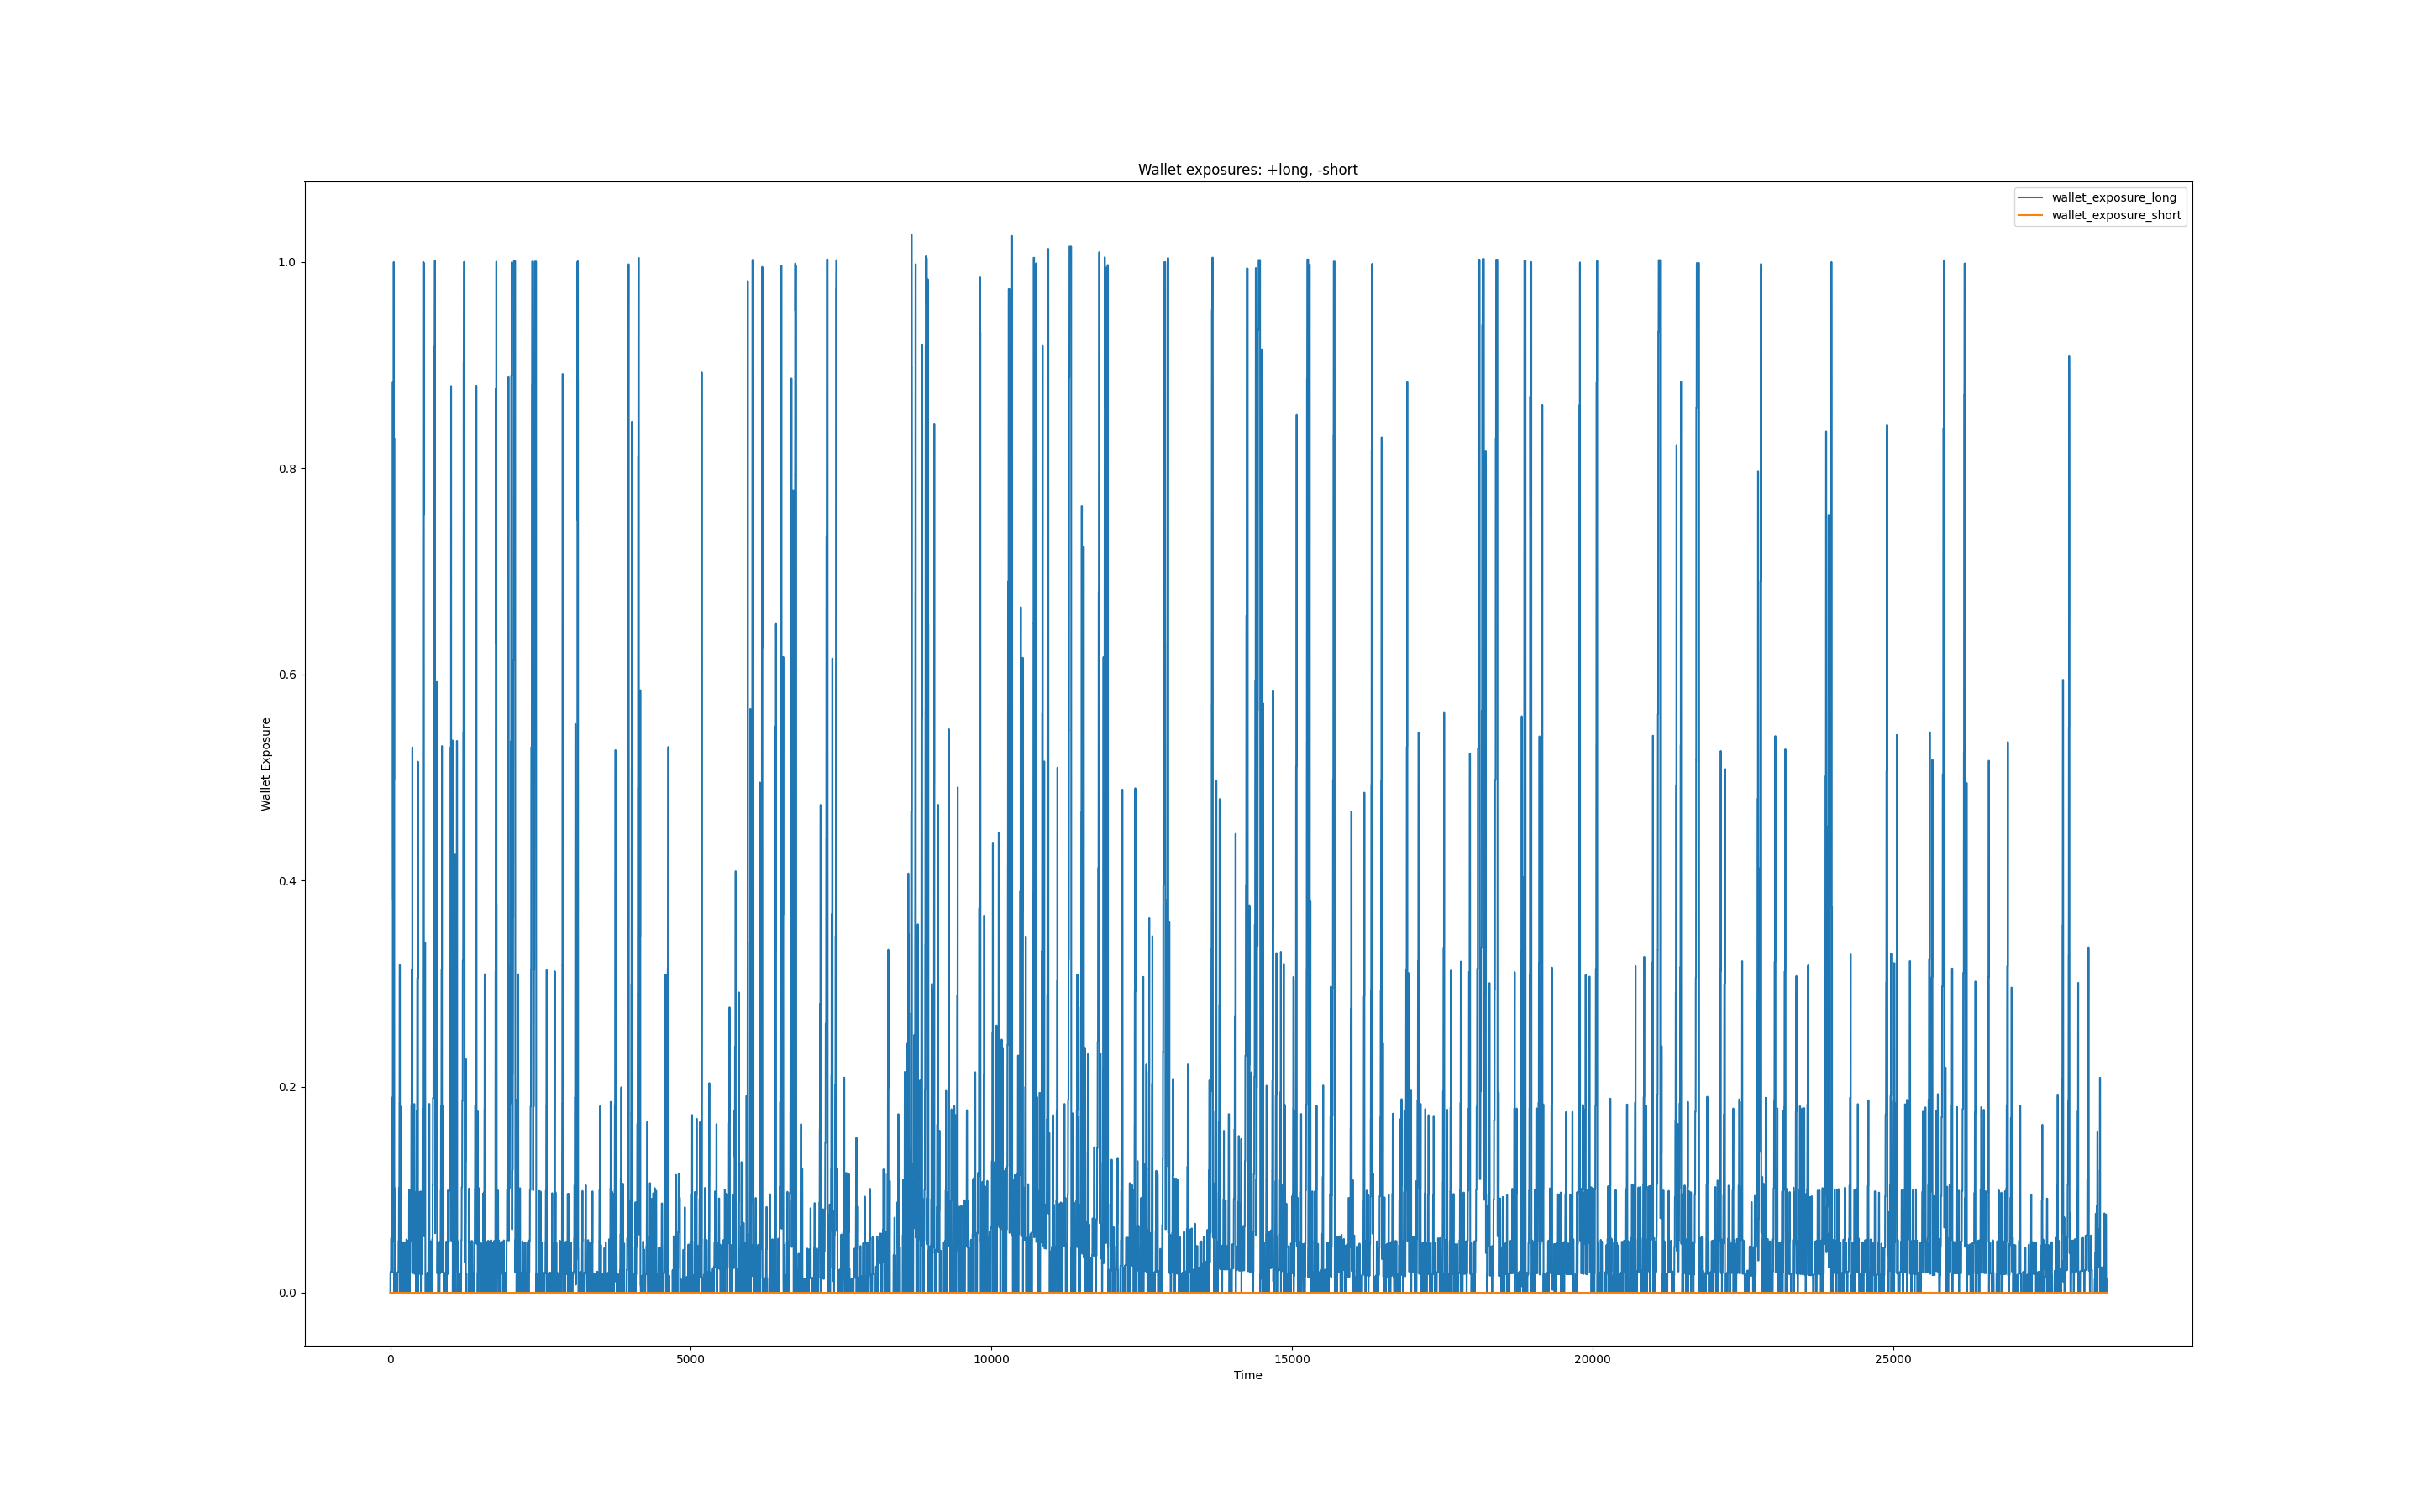 Wallet exposures: +long, -short
wallet_exposure_long
wallet_exposure_short
1.0
0.8
0.6
0.4
0.2
0.0
Wallet Exposure
0 5000 10000 15000 20000 25000
Time